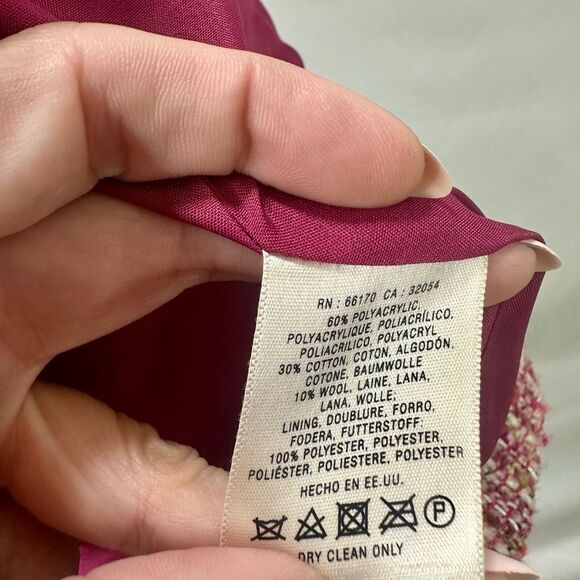 RN : 66170 CA : 32054
60% POLYACRYLIC,
POLYACRYLIQUE, POLIACRÍLICO,
POLIACRILICO, POLYACRYL
30% COTTON, COTON, ALGODÓN,
COTONE, BAUMWOLLE
10% WOOL, LAINE, LANA,
LANA, WOLLE;
LINING, DOUBLURE, FORRO,
FODERA, FUTTERSTOFF:
100% POLYESTER, POLYESTER,
POLIÉSTER, POLIESTERE, POLYESTER
HECHO EN EE.UU.
P
DRY CLEAN ONLY